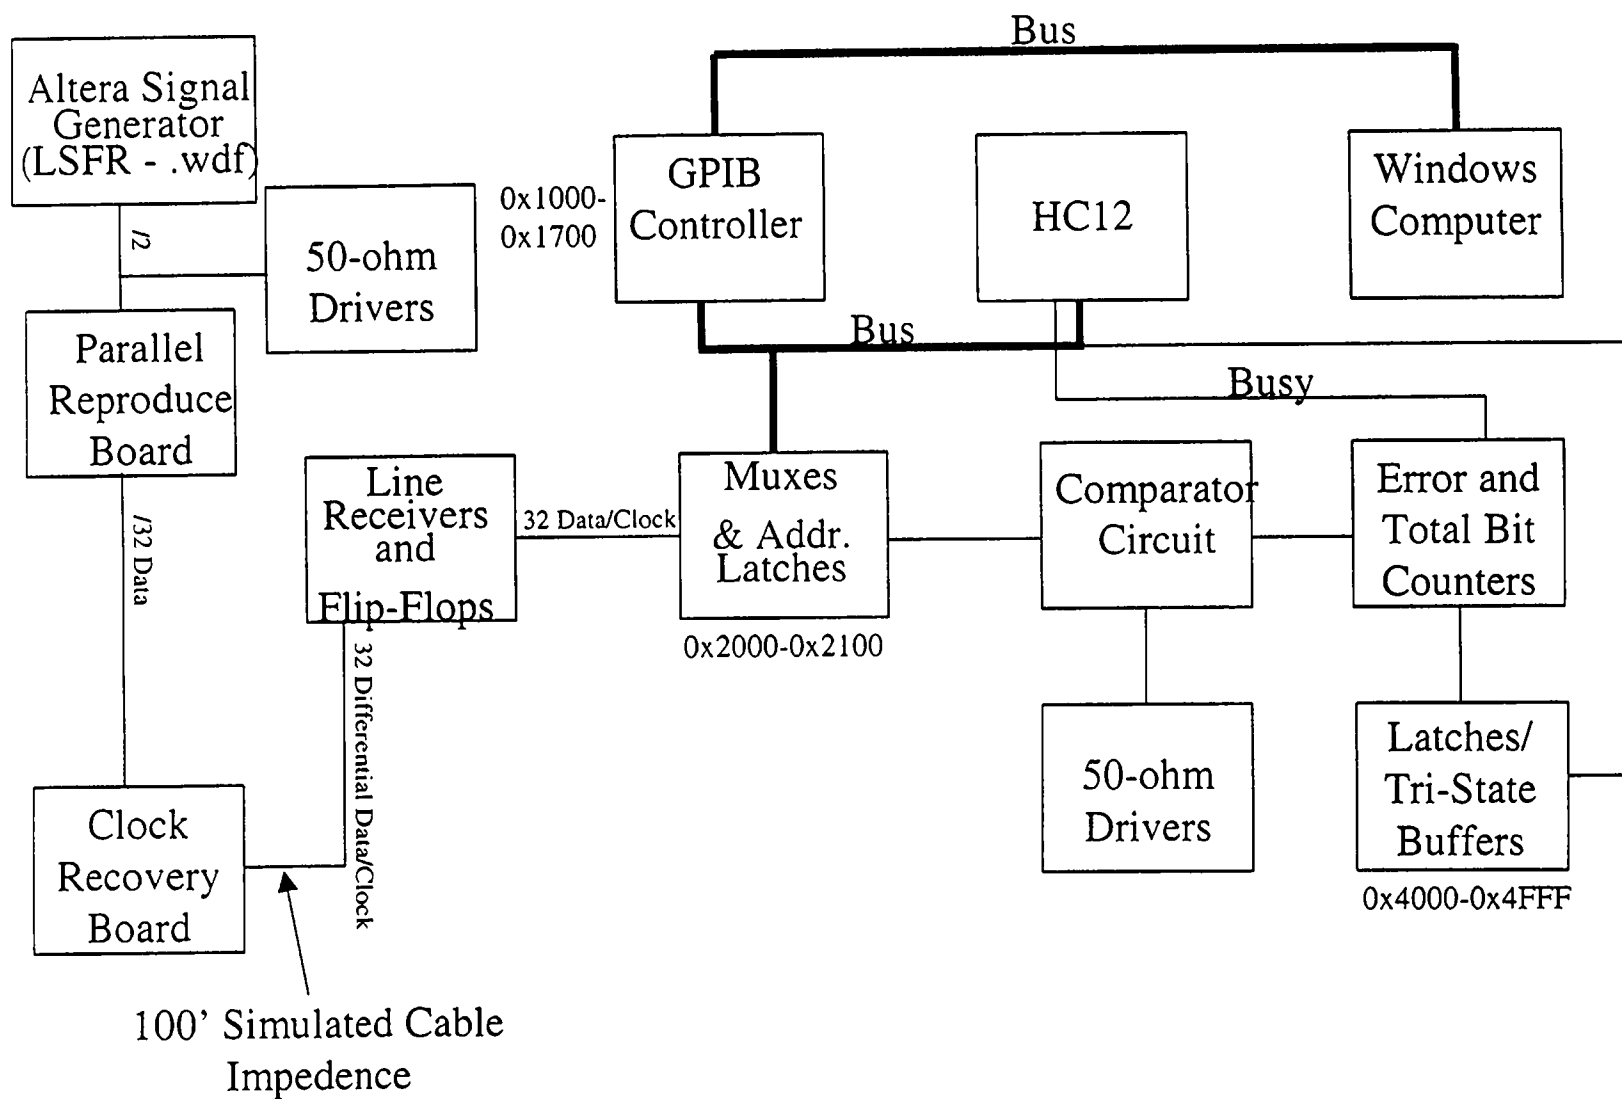 Bus
Altera Signal
Generator
(LSFR - .wdf)
/2
50-ohm
Drivers
0x1000-
0x1700
GPIB
Controller
HC12
Windows
Computer
Bus
Busy
Parallel
Reproduce
Board
/32 Data
Line
Receivers
and
Flip-Flops
32 Data/Clock
Muxes
& Addr.
Latches
0x2000-0x2100
Comparator
Circuit
Error and
Total Bit
Counters
32 Differential Data/Clock
50-ohm
Drivers
Latches/
Tri-State
Buffers
0x4000-0x4FFF
Clock
Recovery
Board
100' Simulated Cable
Impedence